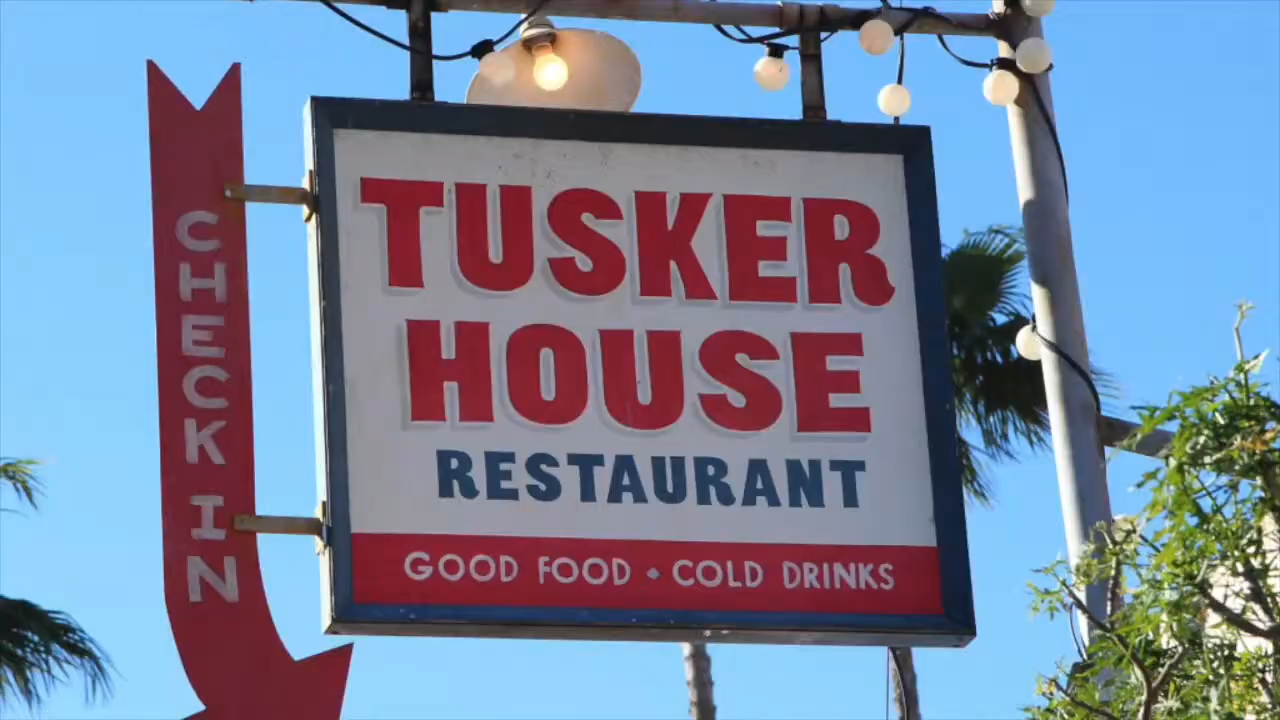 CHECK IN
TUSKER
HOUSE
RESTAURANT
GOOD FOOD • COLD DRINKS